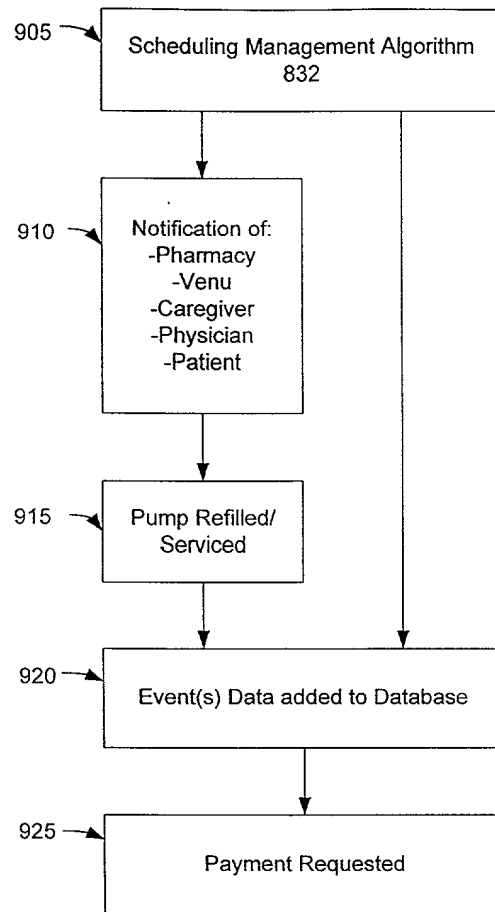 905
Scheduling Management Algorithm
832
910
Notification of:
-Pharmacy
-Venu
-Caregiver
-Physician
-Patient
915
Pump Refilled/
Serviced
920
Event(s) Data added to Database
925
Payment Requested